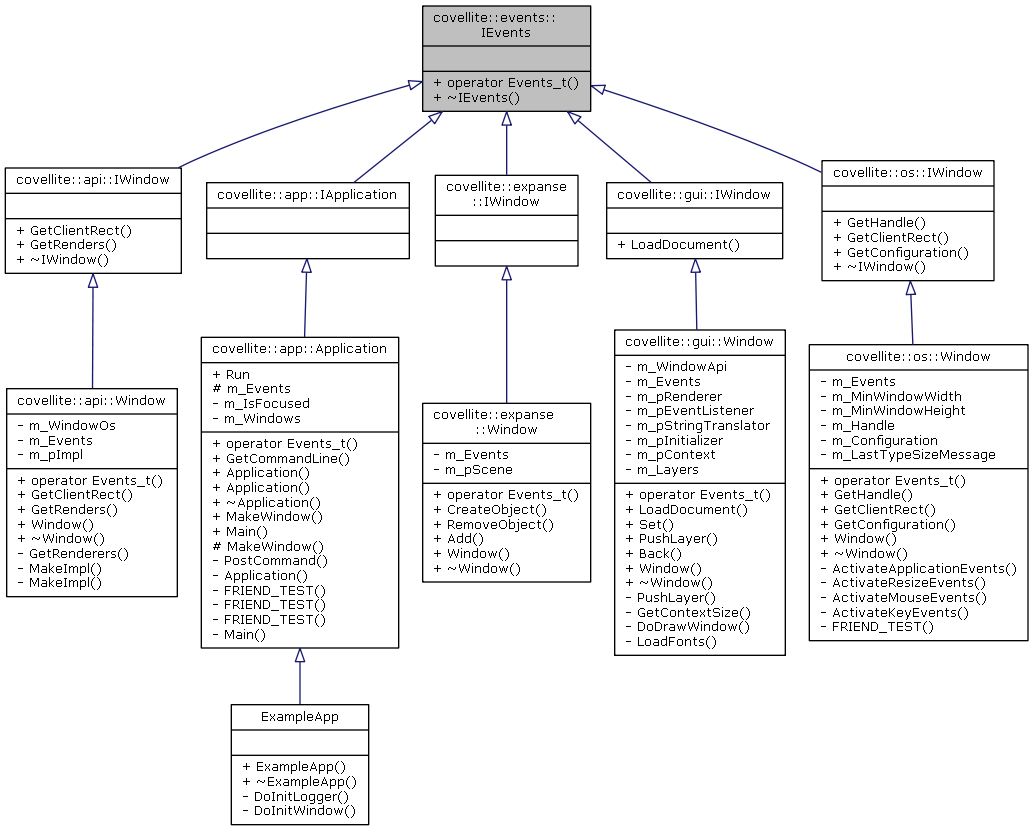 covellite::events::
IEvents
+ operator Events_t()
+ ~IEvents()
covellite::api::IWindow
+ GetClientRect()
+ GetRenders()
+ ~IWindow()
covellite::app::IApplication
covellite::expanse
::IWindow
covellite::gui::IWindow
+ LoadDocument()
covellite::os::IWindow
+ GetHandle()
+ GetClientRect()
+ GetConfiguration()
+ ~IWindow()
covellite::api::Window
- m_WindowOs
- m_Events
- m_pImpl
+ operator Events_t()
+ GetClientRect()
+ GetRenders()
+ Window()
+ ~Window()
- GetRenderers()
- MakeImpl()
- MakeImpl()
covellite::app::Application
+ Run
# m_Events
- m_IsFocused
- m_Windows
+ operator Events_t()
+ GetCommandLine()
+ Application()
+ Application()
+ ~Application()
+ MakeWindow()
+ Main()
# MakeWindow()
- PostCommand()
- Application()
- FRIEND_TEST()
- FRIEND_TEST()
- FRIEND_TEST()
- Main()
covellite::expanse
::Window
- m_Events
- m_pScene
+ operator Events_t()
+ CreateObject()
+ RemoveObject()
+ Add()
+ Window()
+ ~Window()
covellite::gui::Window
- m_WindowApi
- m_Events
- m_pRenderer
- m_pEventListener
- m_pStringTranslator
- m_pInitializer
- m_pContext
- m_Layers
+ operator Events_t()
+ LoadDocument()
+ Set()
+ PushLayer()
+ Back()
+ Window()
+ ~Window()
- PushLayer()
- GetContextSize()
- DoDrawWindow()
- LoadFonts()
covellite::os::Window
- m_Events
- m_MinWindowWidth
- m_MinWindowHeight
- m_Handle
- m_Configuration
- m_LastTypeSizeMessage
+ operator Events_t()
+ GetHandle()
+ GetClientRect()
+ GetConfiguration()
+ Window()
+ ~Window()
- ActivateApplicationEvents()
- ActivateResizeEvents()
- ActivateMouseEvents()
- ActivateKeyEvents()
- FRIEND_TEST()
ExampleApp
+ ExampleApp()
+ ~ExampleApp()
- DoInitLogger()
- DoInitWindow()